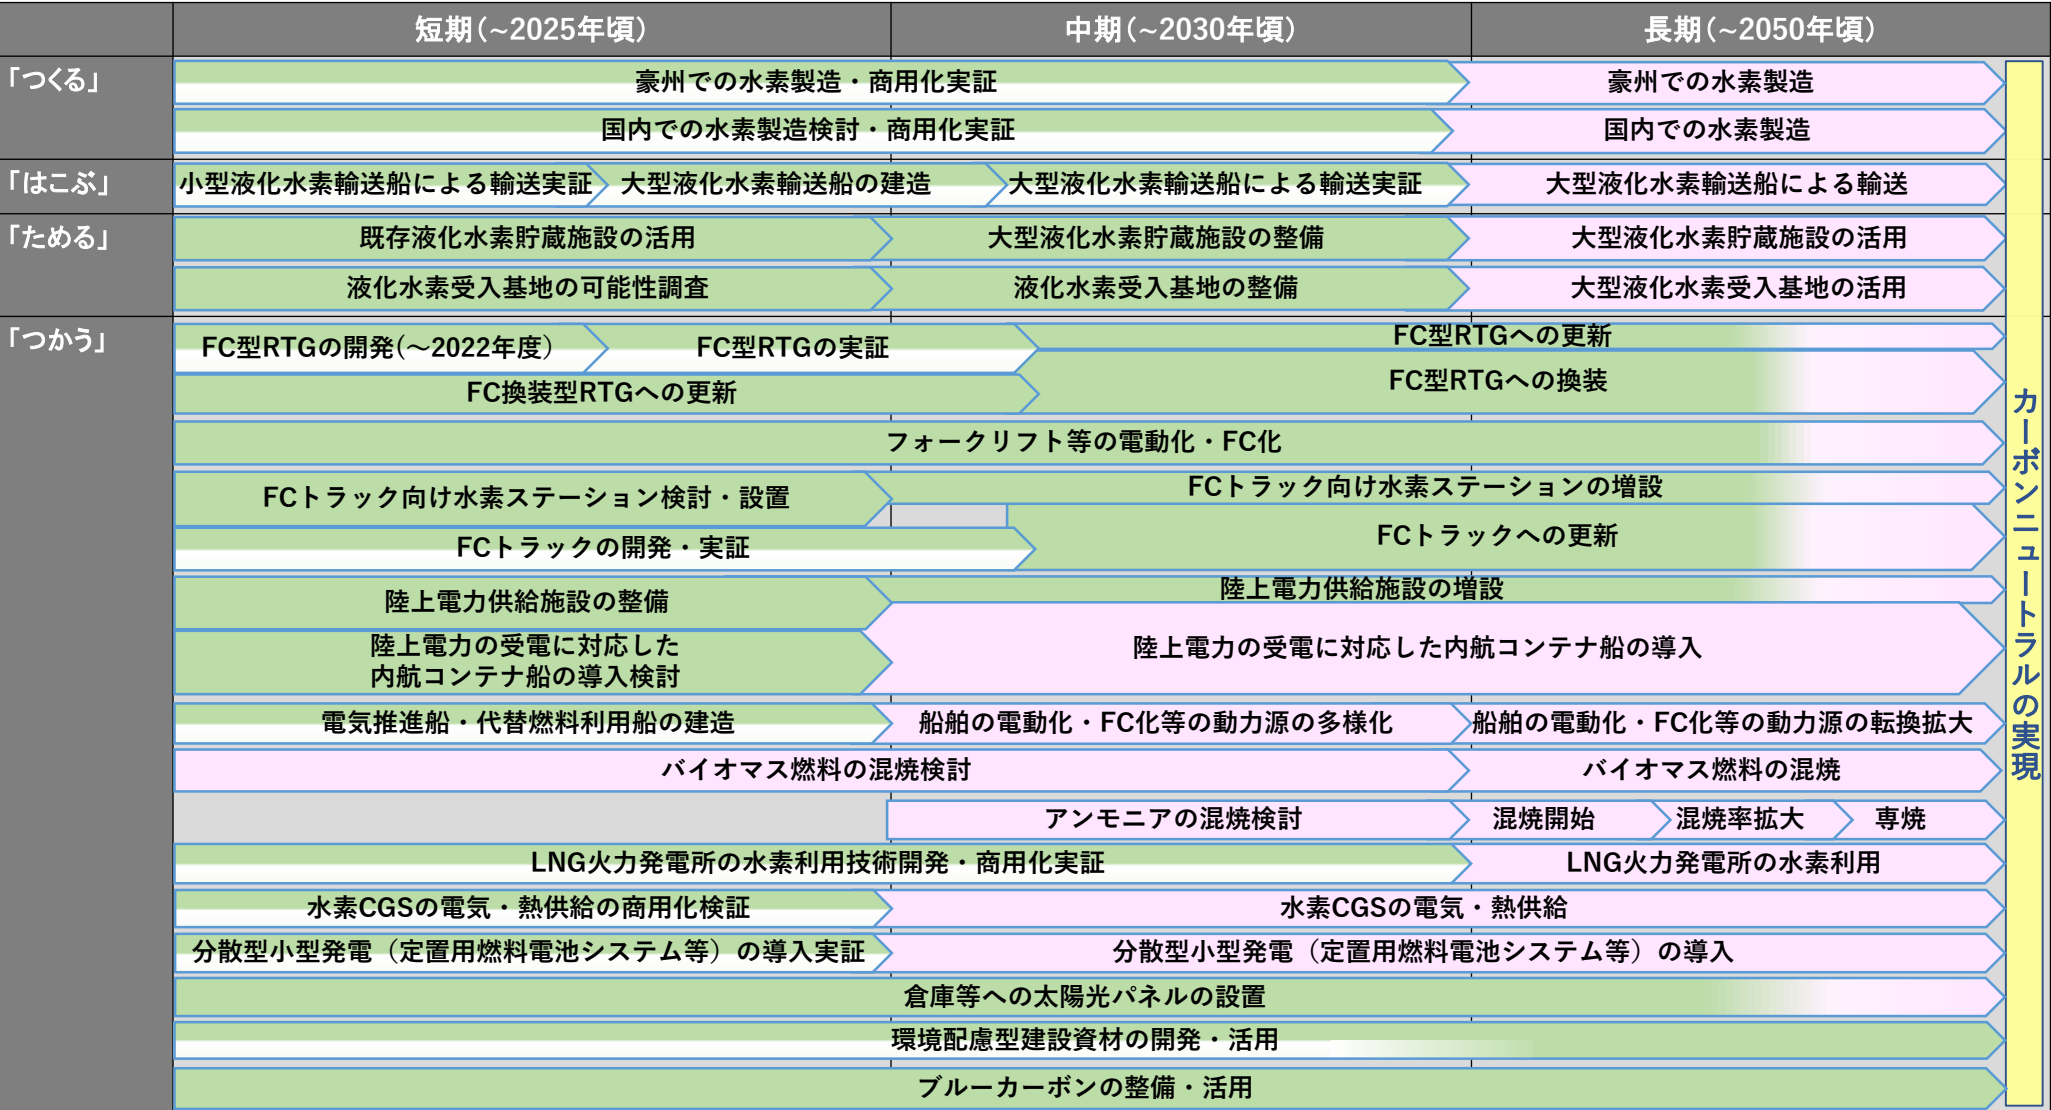 短期(~2025年頃)
中期(~2030年頃)
長期(~2050年頃)
「つくる」
豪州での水素製造・商用化実証
豪州での水素製造
国内での水素製造検討・商用化実証
国内での水素製造
「はこぶ」
小型液化水素輸送船による輸送実証
大型液化水素輸送船の建造
大型液化水素輸送船による輸送実証
大型液化水素輸送船による輸送
「ためる」
既存液化水素貯蔵施設の活用
大型液化水素貯蔵施設の整備
大型液化水素貯蔵施設の活用
液化水素受入基地の可能性調査
液化水素受入基地の整備
大型液化水素受入基地の活用
「つかう」
FC型RTGの開発(～2022年度)
FC型RTGの実証
FC型RTGへの更新
FC換装型RTGへの更新
FC型RTGへの換装
フォークリフト等の電動化・FC化
FCトラック向け水素ステーション検討・設置
FCトラック向け水素ステーションの増設
FCトラックの開発・実証
FCトラックへの更新
陸上電力供給施設の整備
陸上電力供給施設の増設
陸上電力の受電に対応した
内航コンテナ船の導入検討
陸上電力の受電に対応した内航コンテナ船の導入
電気推進船・代替燃料利用船の建造
船舶の電動化・FC化等の動力源の多様化
船舶の電動化・FC化等の動力源の転換拡大
バイオマス燃料の混焼検討
バイオマス燃料の混焼
アンモニアの混焼検討
混焼開始
混焼率拡大
専焼
LNG火力発電所の水素利用技術開発・商用化実証
LNG火力発電所の水素利用
水素CGSの電気・熱供給の商用化検証
水素CGSの電気・熱供給
分散型小型発電（定置用燃料電池システム等）の導入実証
分散型小型発電（定置用燃料電池システム等）の導入
倉庫等への太陽光パネルの設置
環境配慮型建設資材の開発・活用
ブルーカーボンの整備・活用
カーボンニュートラルの実現